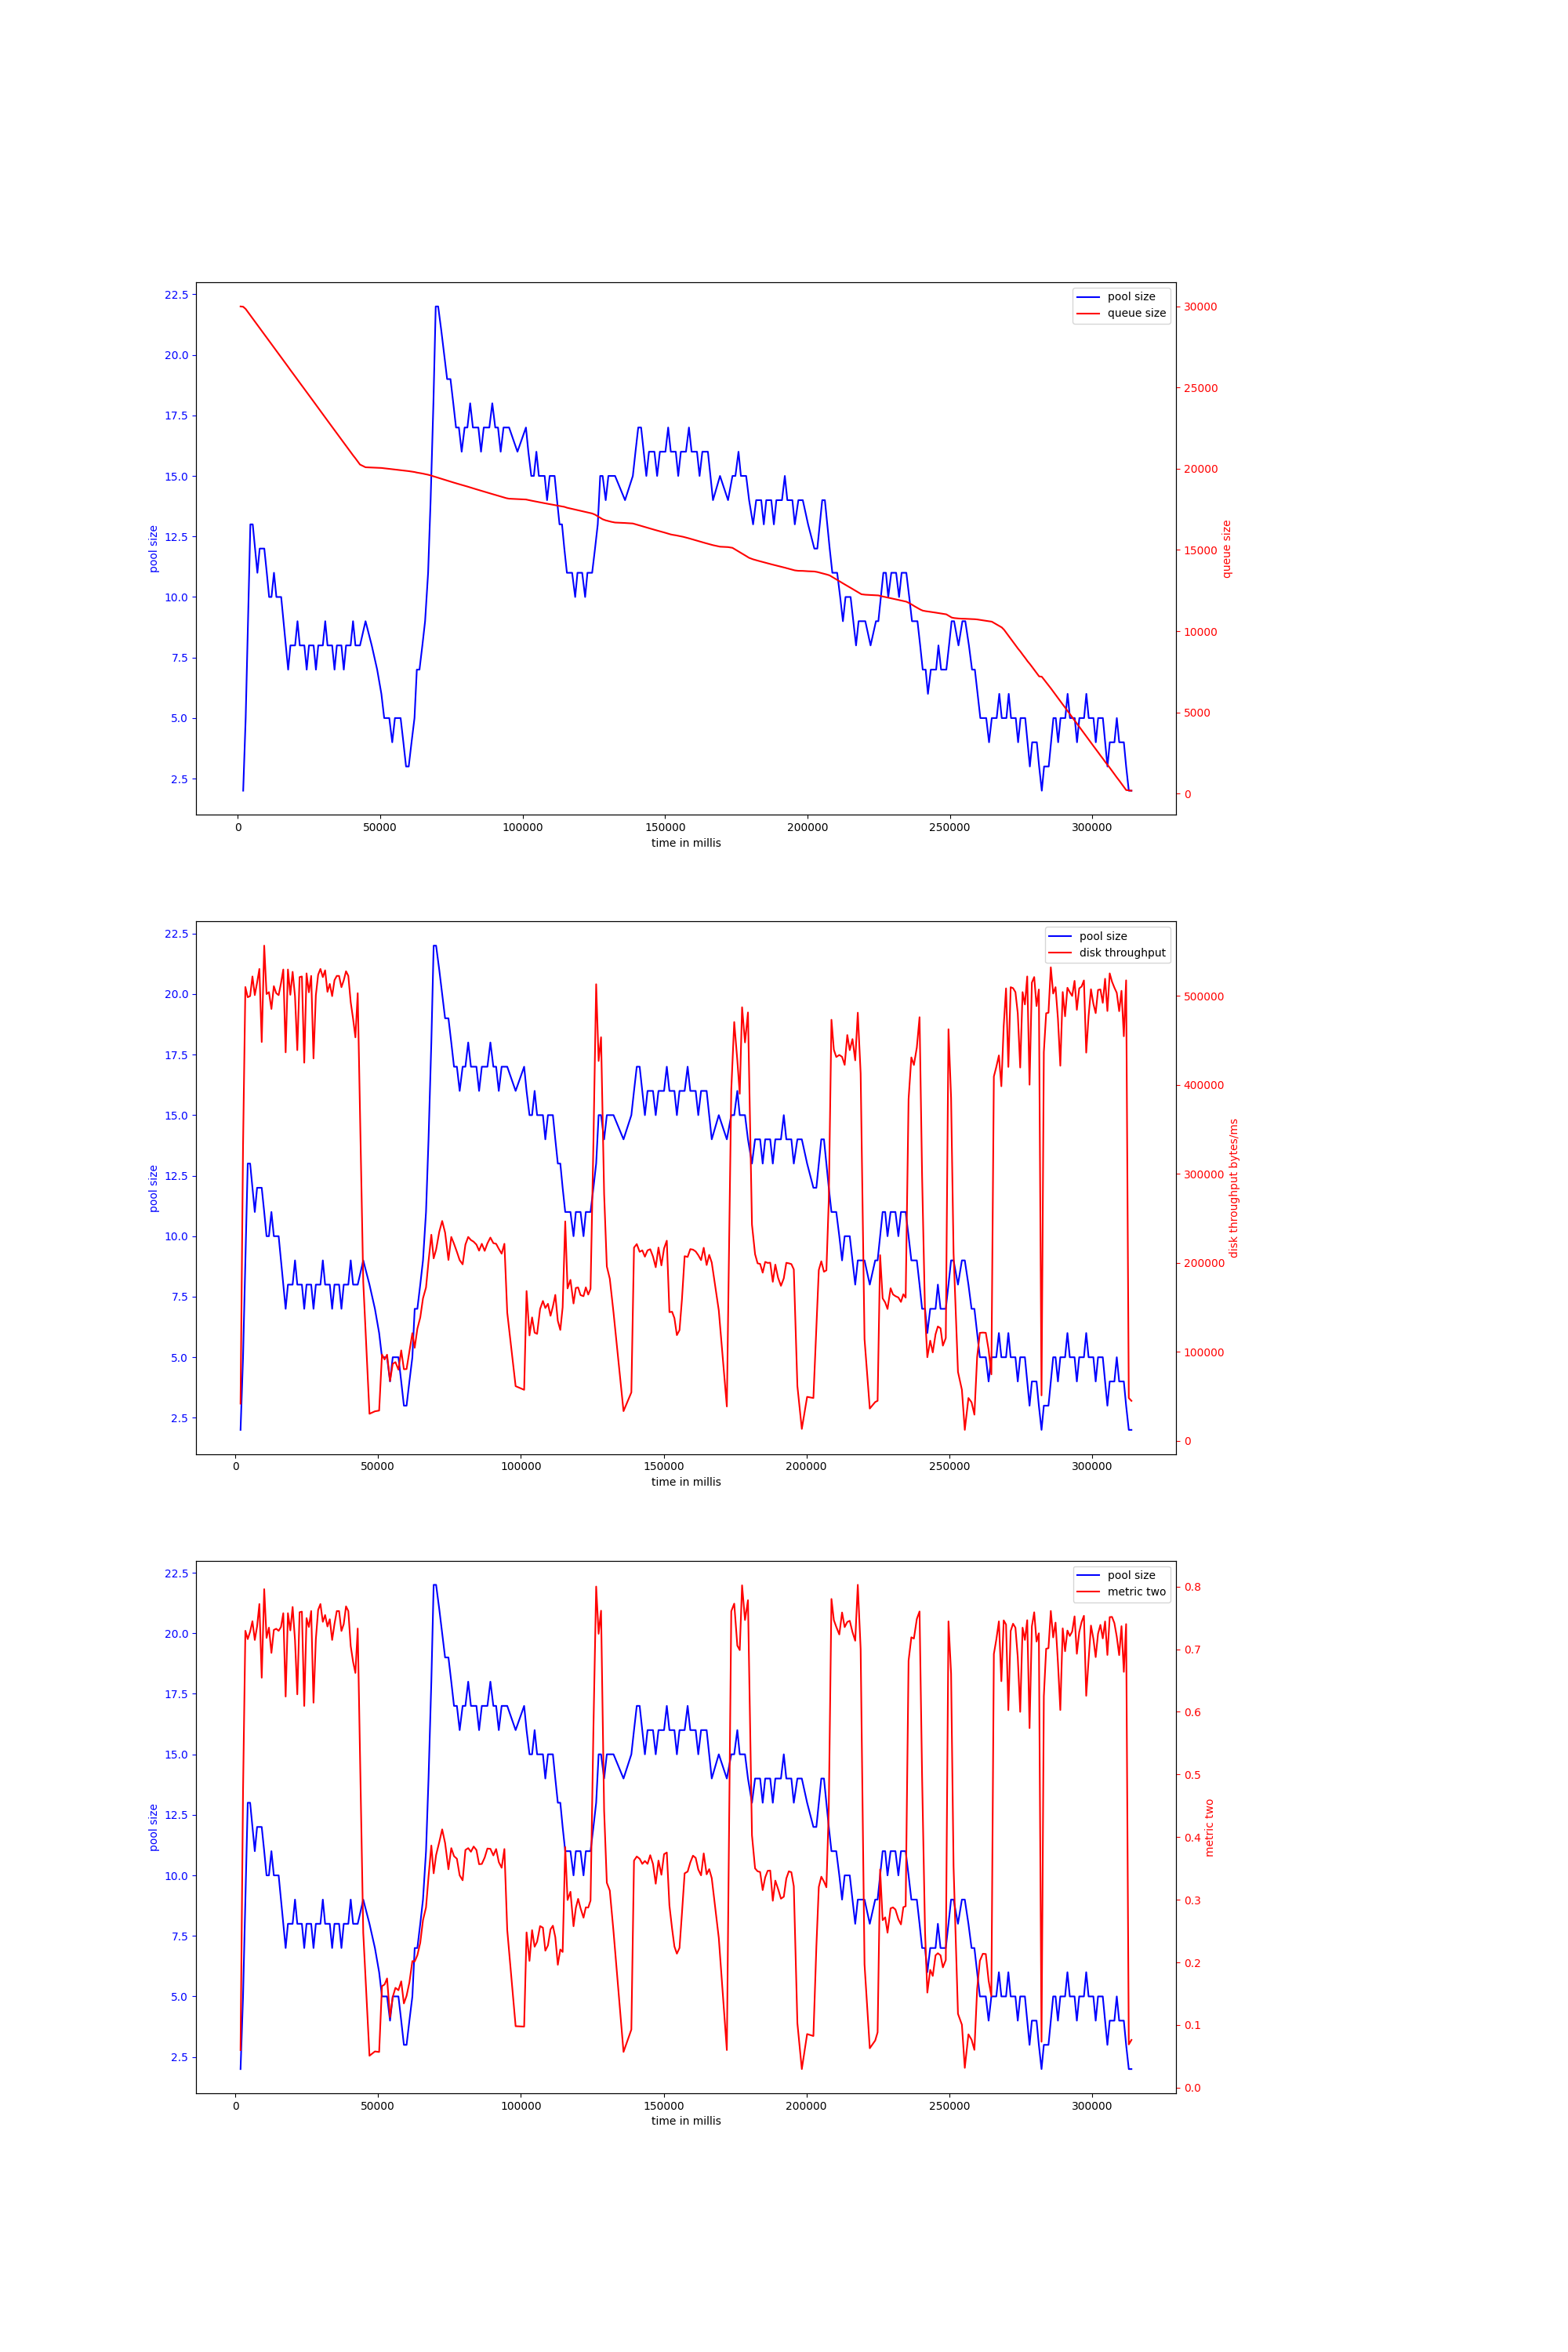 pool size
queue size
22.5
20.0
17.5
15.0
12.5
10.0
7.5
5.0
2.5
pool size
30000
25000
20000
15000
10000
5000
0
queue size
0 50000 100000 150000 200000 250000 300000
time in millis
pool size
disk throughput
22.5
20.0
17.5
15.0
12.5
10.0
7.5
5.0
2.5
pool size
500000
400000
300000
200000
100000
0
disk throughput bytes/ms
0 50000 100000 150000 200000 250000 300000
time in millis
pool size
metric two
22.5
20.0
17.5
15.0
12.5
10.0
7.5
5.0
2.5
pool size
0.8
0.7
0.6
0.5
0.4
0.3
0.2
0.1
0.0
metric two
0 50000 100000 150000 200000 250000 300000
time in millis